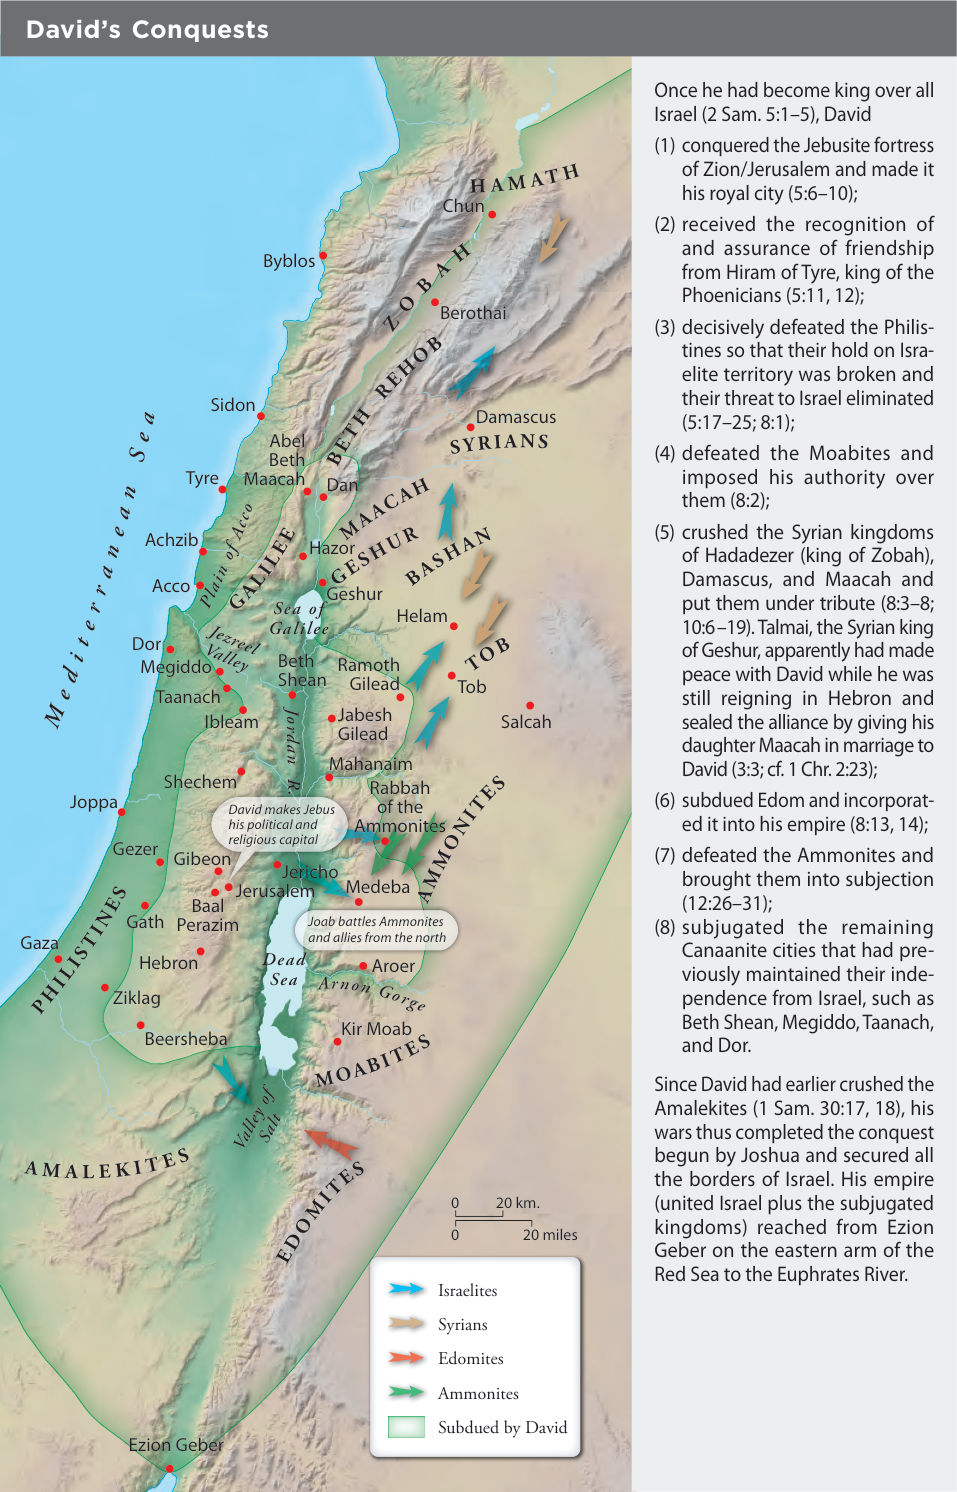 David's Conquests
HAMATH
Chun
Byblos
ZOBAH
Berothai
BETH REHOB
Sidon
Damascus
SYRIANS
Abel
Beth
Maacah
Tyre
Dan
Mediterranean Sea
MAACAH
Plain of Acco
Achzib
GALILEE
Hazor
GESHUR
BASHAN
Acco
Geshur
Sea of
Galilee
Helam
Jezreel
Valley
Dor
TOB
Megiddo
Beth
Shean
Ramoth
Gilead
Tob
Taanach
Ibleam
Jordan R.
Jabesh
Gilead
Salcah
Mahanaim
Shechem
Rabbah
of the
Ammonites
AMMONITES
Joppa
David makes Jebus
his political and
religious capital
Gezer
Gibeon
Jericho
Jerusalem
Medeba
Baal
Perazim
Gath
Joab battles Ammonites
and allies from the north
PHILISTINES
Gaza
Hebron
Dead
Sea
Aroer
Arnon Gorge
Ziklag
Kir Moab
Beersheba
MOABITES
Valley of
Salt
AMALEKITES
EDOMITES
0 20 km.
0 20 miles
Israelites
Syrians
Edomites
Ammonites
Subdued by David
Ezion Geber
Once he had become king over all
Israel (2 Sam. 5:1–5), David
(1) conquered the Jebusite fortress
of Zion/Jerusalem and made it
his royal city (5:6–10);
(2) received the recognition of
and assurance of friendship
from Hiram of Tyre, king of the
Phoenicians (5:11, 12);
(3) decisively defeated the Philis-
tines so that their hold on Isra-
elite territory was broken and
their threat to Israel eliminated
(5:17–25; 8:1);
(4) defeated the Moabites and
imposed his authority over
them (8:2);
(5) crushed the Syrian kingdoms
of Hadadezer (king of Zobah),
Damascus, and Maacah and
put them under tribute (8:3–8;
10:6–19). Talmai, the Syrian king
of Geshur, apparently had made
peace with David while he was
still reigning in Hebron and
sealed the alliance by giving his
daughter Maacah in marriage to
David (3:3; cf. 1 Chr. 2:23);
(6) subdued Edom and incorporat-
ed it into his empire (8:13, 14);
(7) defeated the Ammonites and
brought them into subjection
(12:26–31);
(8) subjugated the remaining
Canaanite cities that had pre-
viously maintained their inde-
pendence from Israel, such as
Beth Shean, Megiddo, Taanach,
and Dor.
Since David had earlier crushed the
Amalekites (1 Sam. 30:17, 18), his
wars thus completed the conquest
begun by Joshua and secured all
the borders of Israel. His empire
(united Israel plus the subjugated
kingdoms) reached from Ezion
Geber on the eastern arm of the
Red Sea to the Euphrates River.